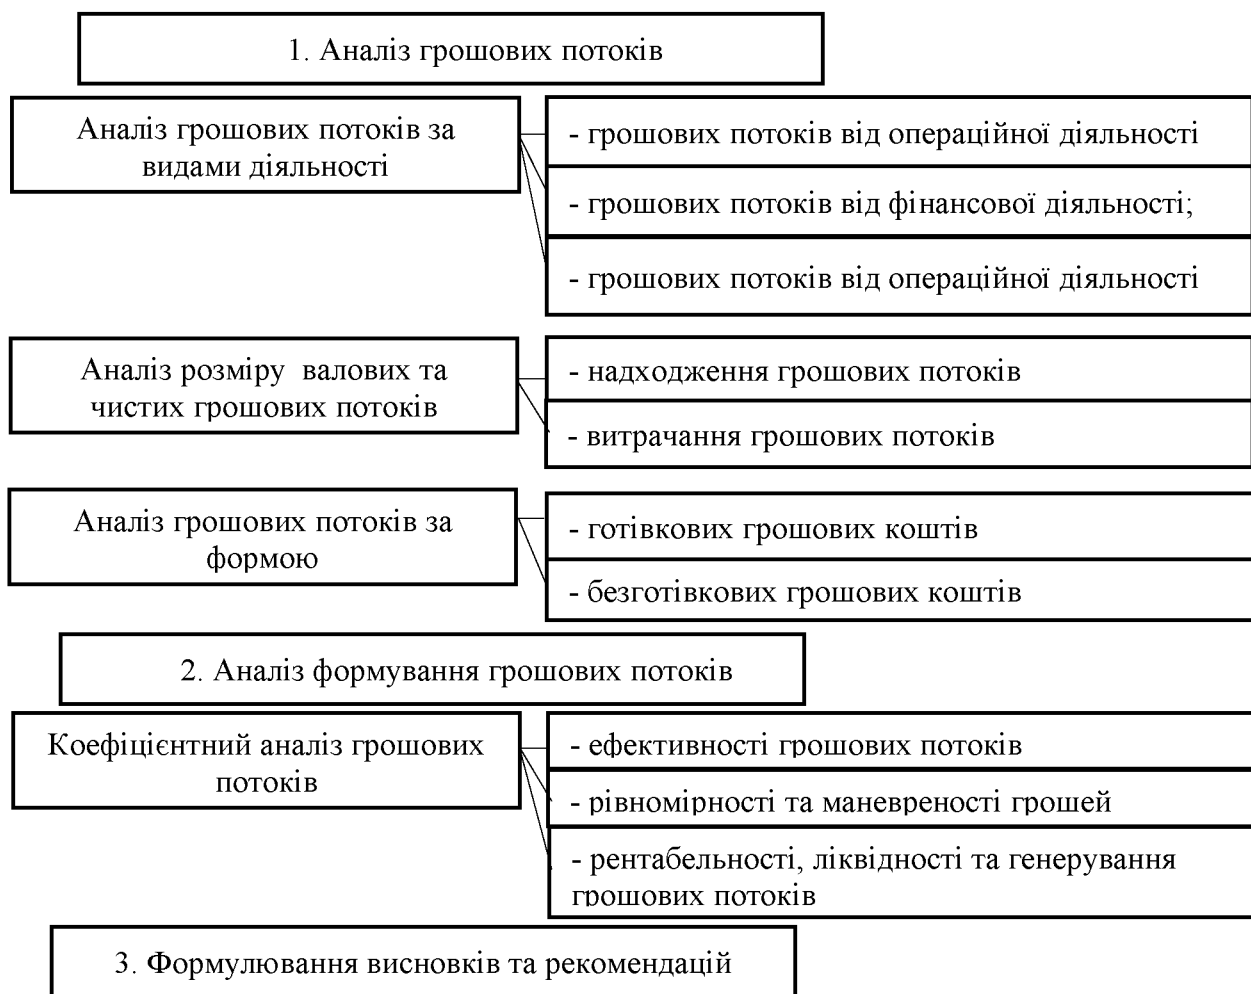 1. Аналіз грошових потоків
Аналіз грошових потоків за
видами діяльності
- грошових потоків від операційної діяльності
- грошових потоків від фінансової діяльності;
- грошових потоків від операційної діяльності
Аналіз розміру валових та
чистих грошових потоків
- надходження грошових потоків
- витрачання грошових потоків
Аналіз грошових потоків за
формою
- готівкових грошових коштів
- безготівкових грошових коштів
2. Аналіз формування грошових потоків
Коефіцієнтний аналіз грошових
потоків
- ефективності грошових потоків
- рівномірності та маневреності грошей
- рентабельності, ліквідності та генерування
грошових потоків
3. Формулювання висновків та рекомендацій